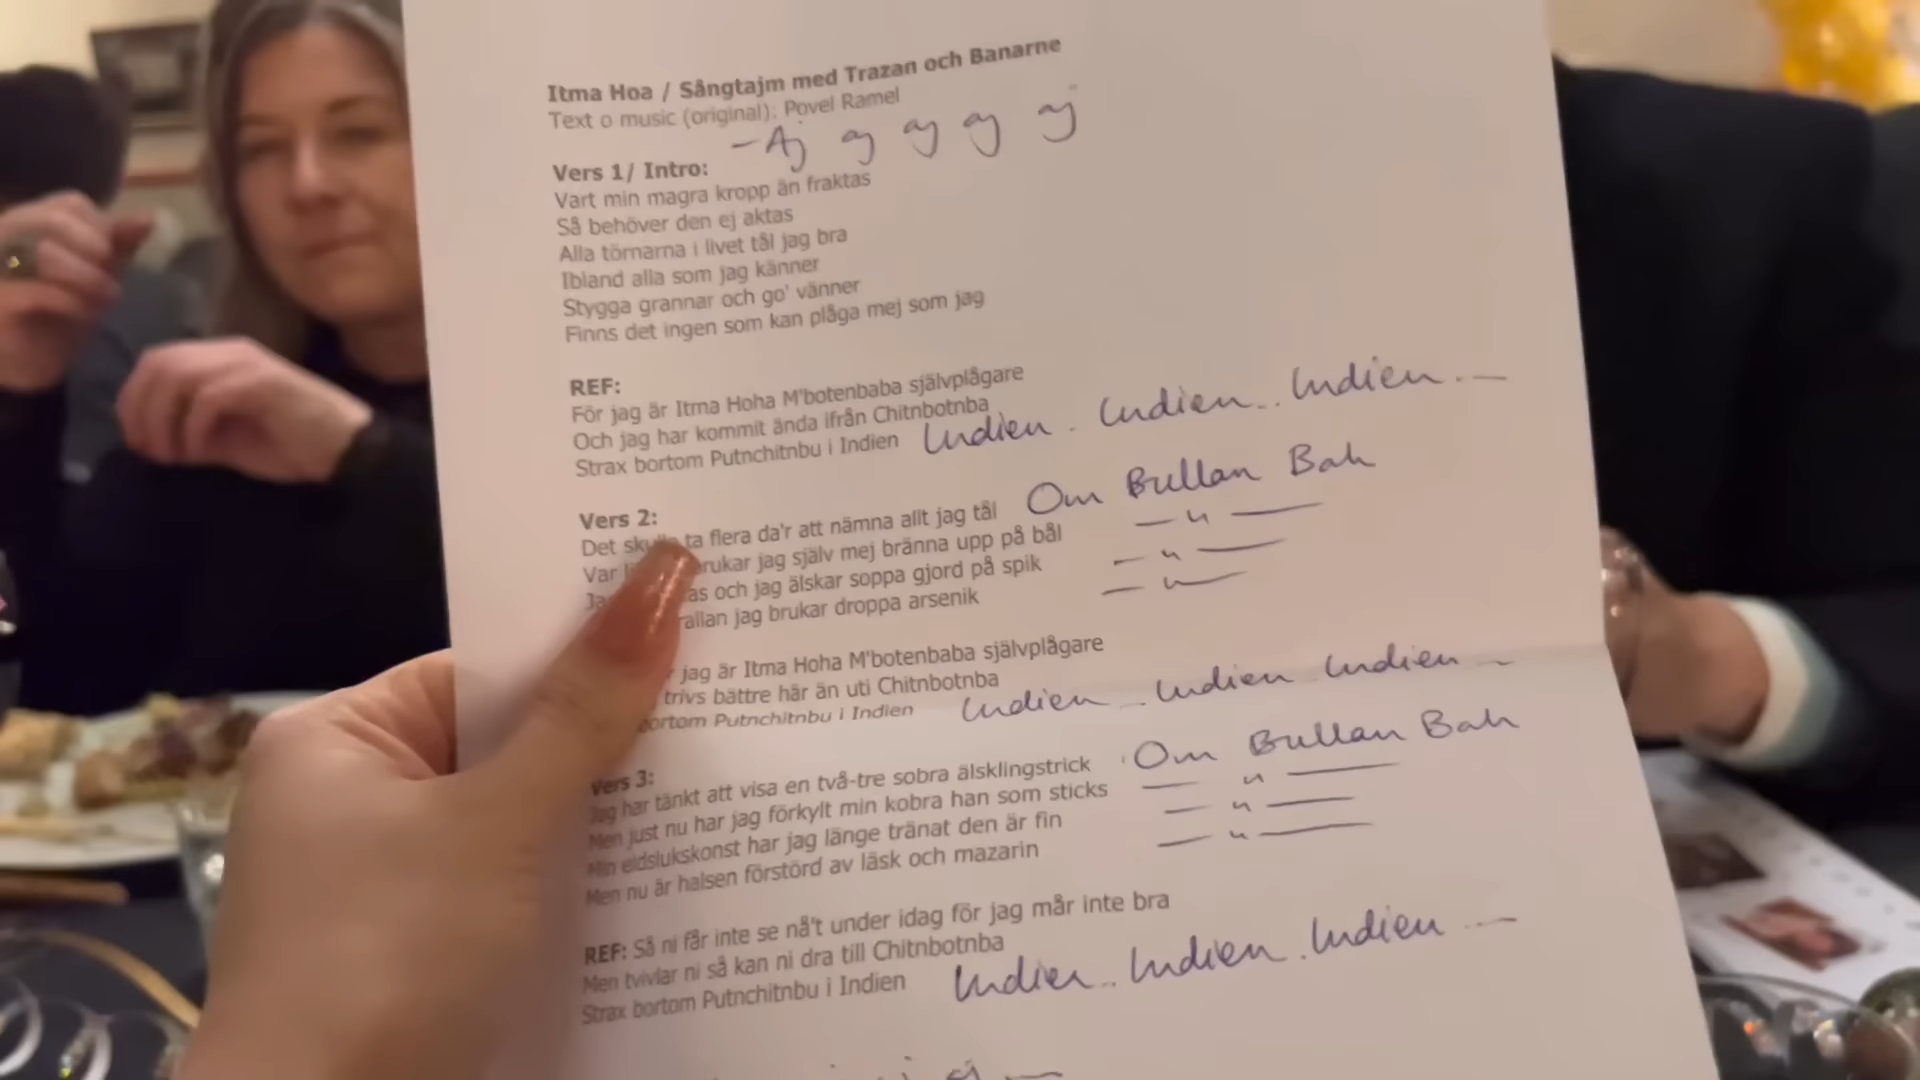 Itma Hoa / Sångtajm med Trazan och Banarne
Text o music (original): Povel Ramel
- Aj aj aj aj aj
Vers 1/ Intro:
Vart min magra kropp än fraktas
Så behöver den ej aktas
Alla törnarna i livet tål jag bra
Ibland alla som jag känner
Stygga grannar och go' vänner
Finns det ingen som kan plåga mej som jag
REF:
För jag är Itma Hoha M'botenbaba självplågare
Och jag har kommit ända ifrån Chitnbotnba
Strax bortom Putnchitnbu i Indien Indien . Indien .. Indien . —
Vers 2:
Det ta flera da'r att nämna allt jag tål Om Bullan Bah
Var brukar jag själv mej bränna upp på bål — " —
och jag älskar soppa gjord på spik — " —
jag brukar droppa arsenik — " —
jag är Itma Hoha M'botenbaba självplågare
trivs bättre här än uti Chitnbotnba
bortom Putnchitnbu i Indien Indien .. Indien Indien —
Vers 3:
Jag har tänkt att visa en två-tre sobra älsklingstrick Om Bullan Bah
Men just nu har jag förkylt min kobra han som sticks — " —
Min eldslukskonst har jag länge tränat den är fin — " —
Men nu är halsen förstörd av läsk och mazarin — " —
REF: Så ni får inte se nå't under idag för jag mår inte bra
Men tvivlar ni så kan ni dra till Chitnbotnba
Strax bortom Putnchitnbu i Indien Indien .. Indien . Indien —